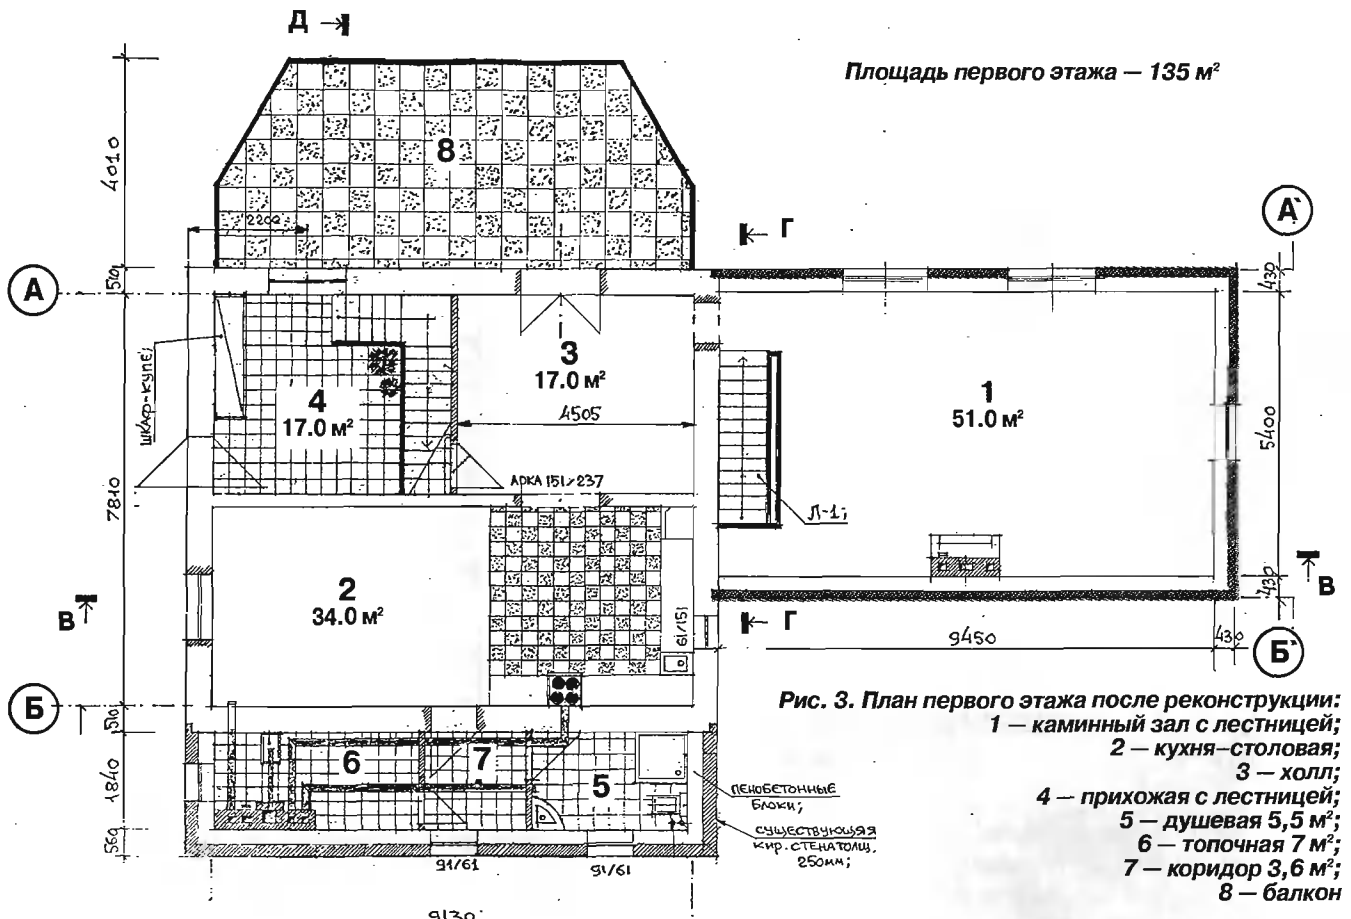 Д
Площадь первого этажа — 135 м²
4010
8
2200
Г
А`
А
510
430
ШКАФ-КУПЕ;
3
17.0 м²
4
17.0 м²
4505
1
51.0 м²
5400
7810
АРКА 151×237
Л-1;
2
34.0 м²
В
61/151
Г
430
В
9450
430
Б`
Б
510
Рис. 3. План первого этажа после реконструкции:
1 — каминный зал с лестницей;
2 — кухня–столовая;
3 — холл;
4 — прихожая с лестницей;
5 — душевая 5,5 м²;
6 — топочная 7 м²;
7 — коридор 3,6 м²;
8 — балкон
6
7
5
1840
ПЕНОБЕТОННЫЕ
БЛОКИ;
560
СУЩЕСТВУЮЩАЯ
КИР. СТЕНА ТОЛЩ.
250мм;
91/61
91/61
9130